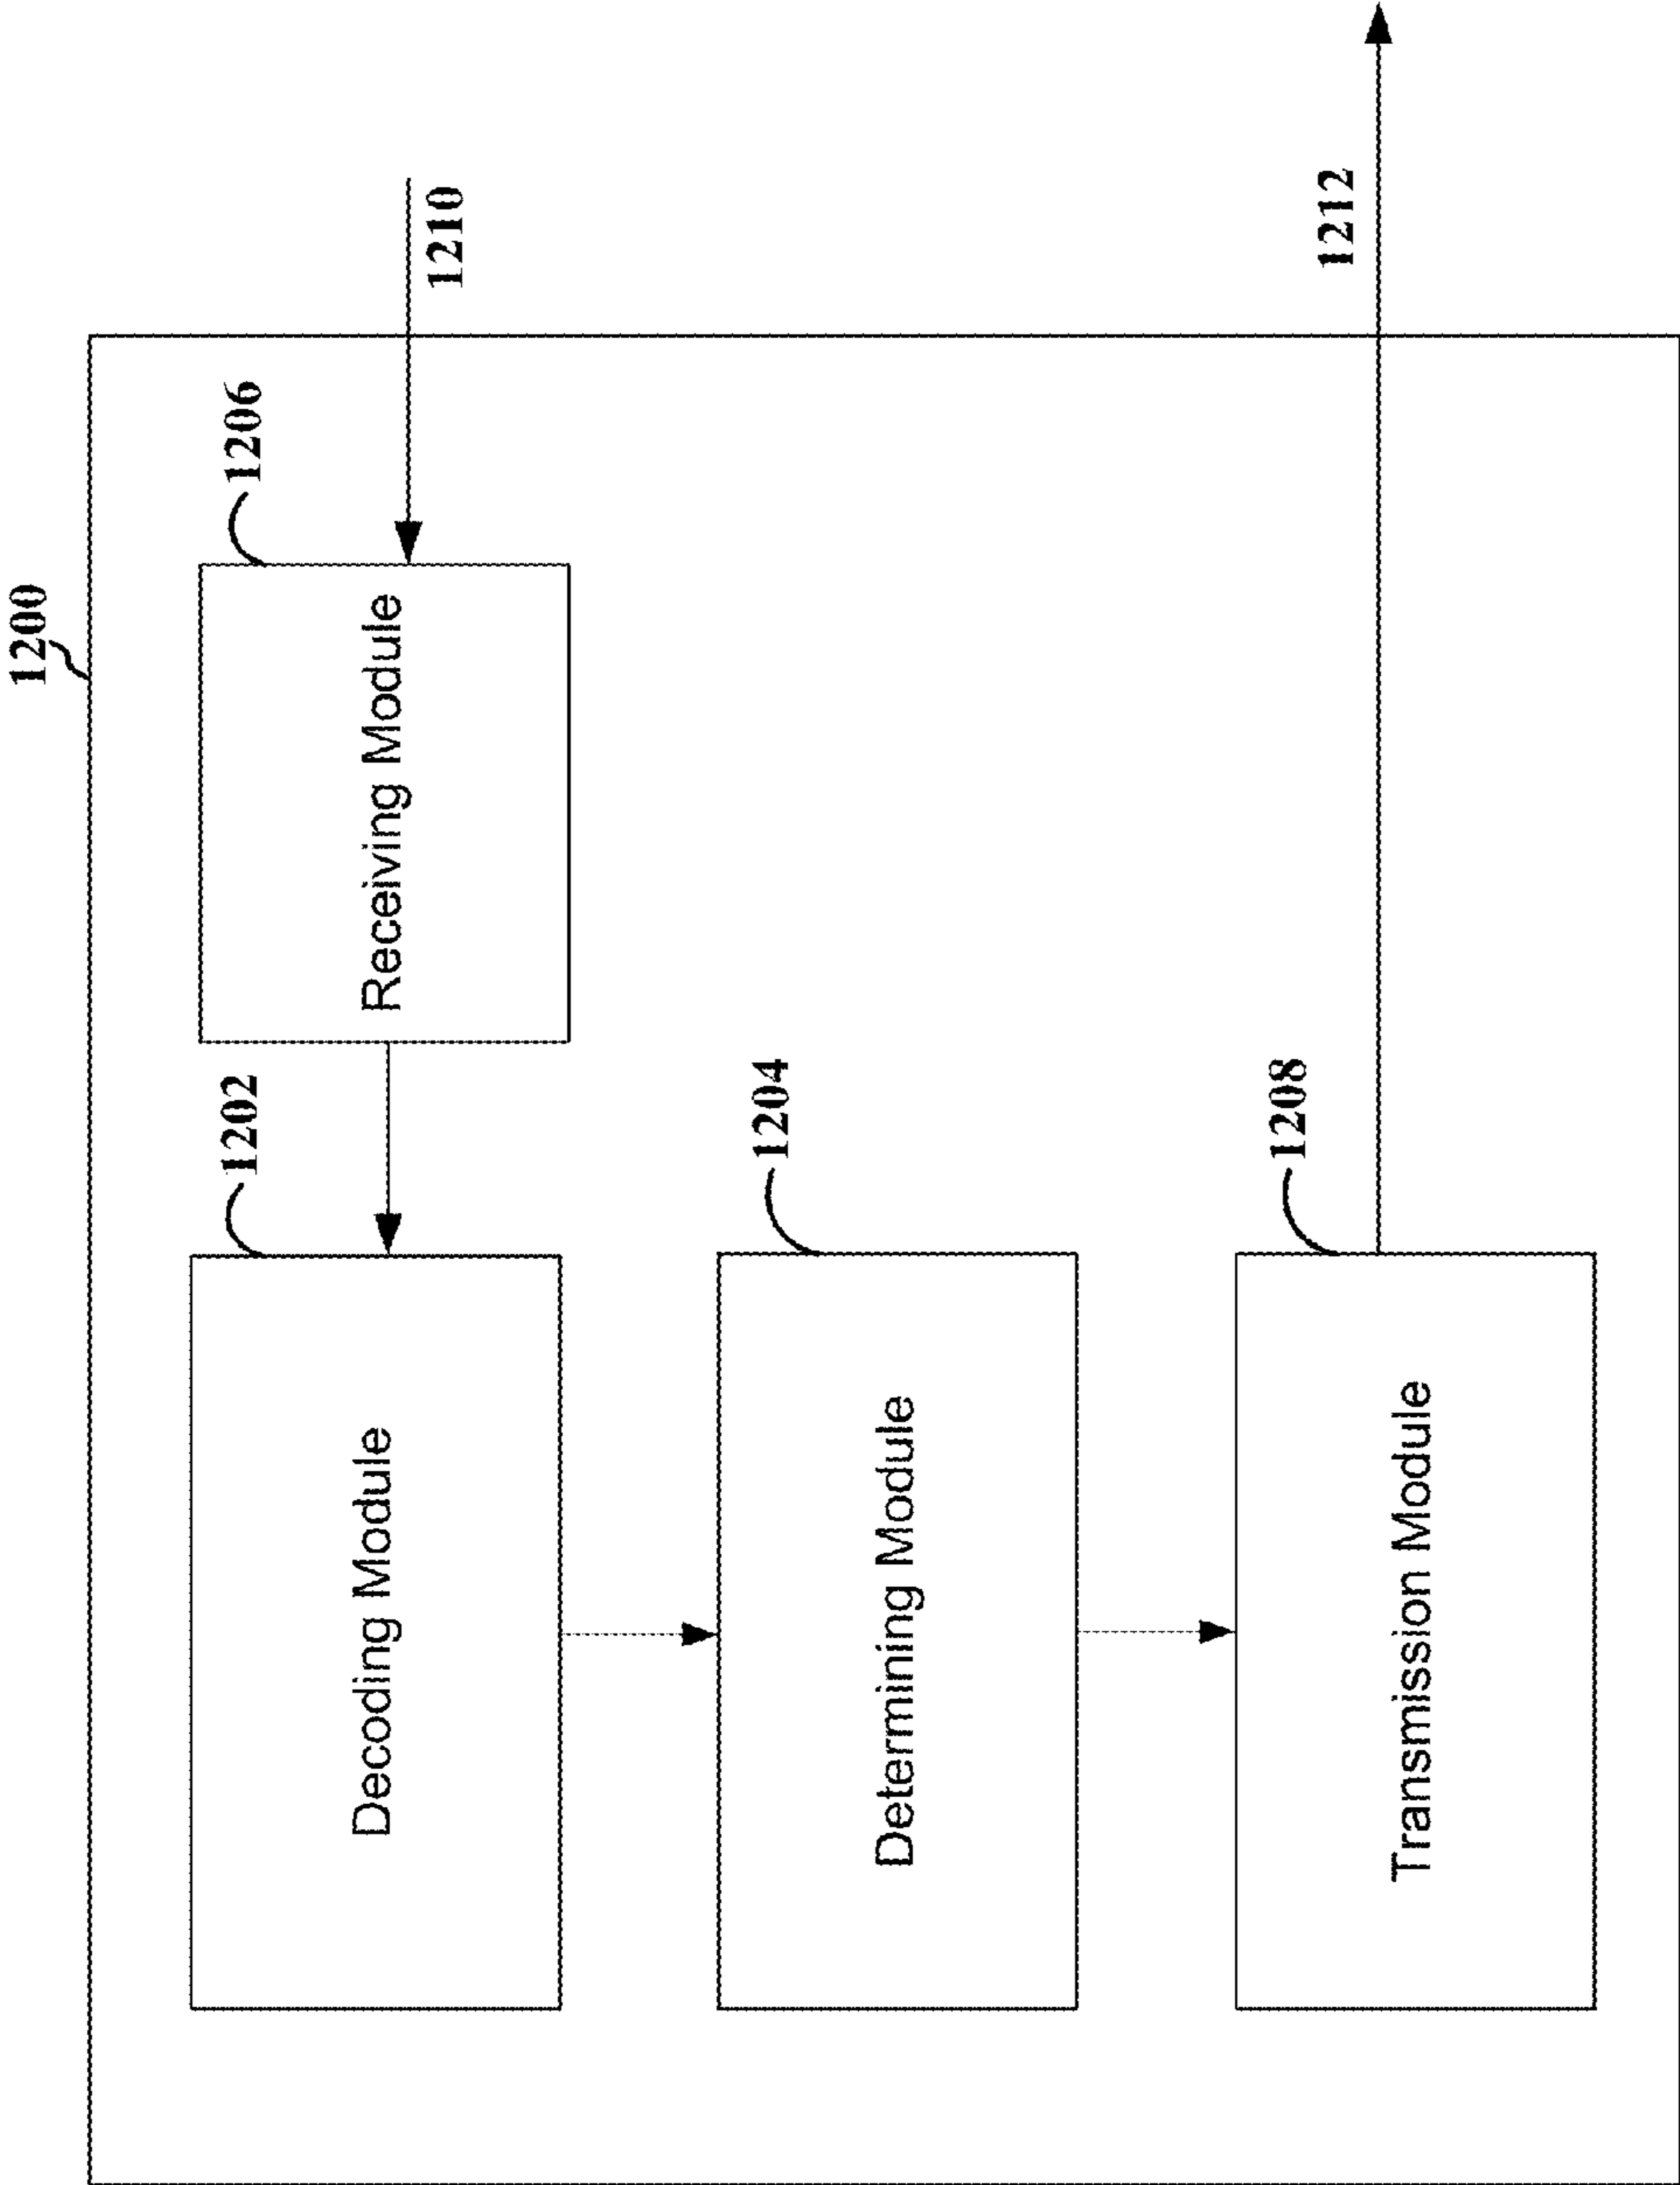 1200
1206
Receiving Module
1210
1202
Decoding Module
1204
Determining Module
1208
Transmission Module
1212